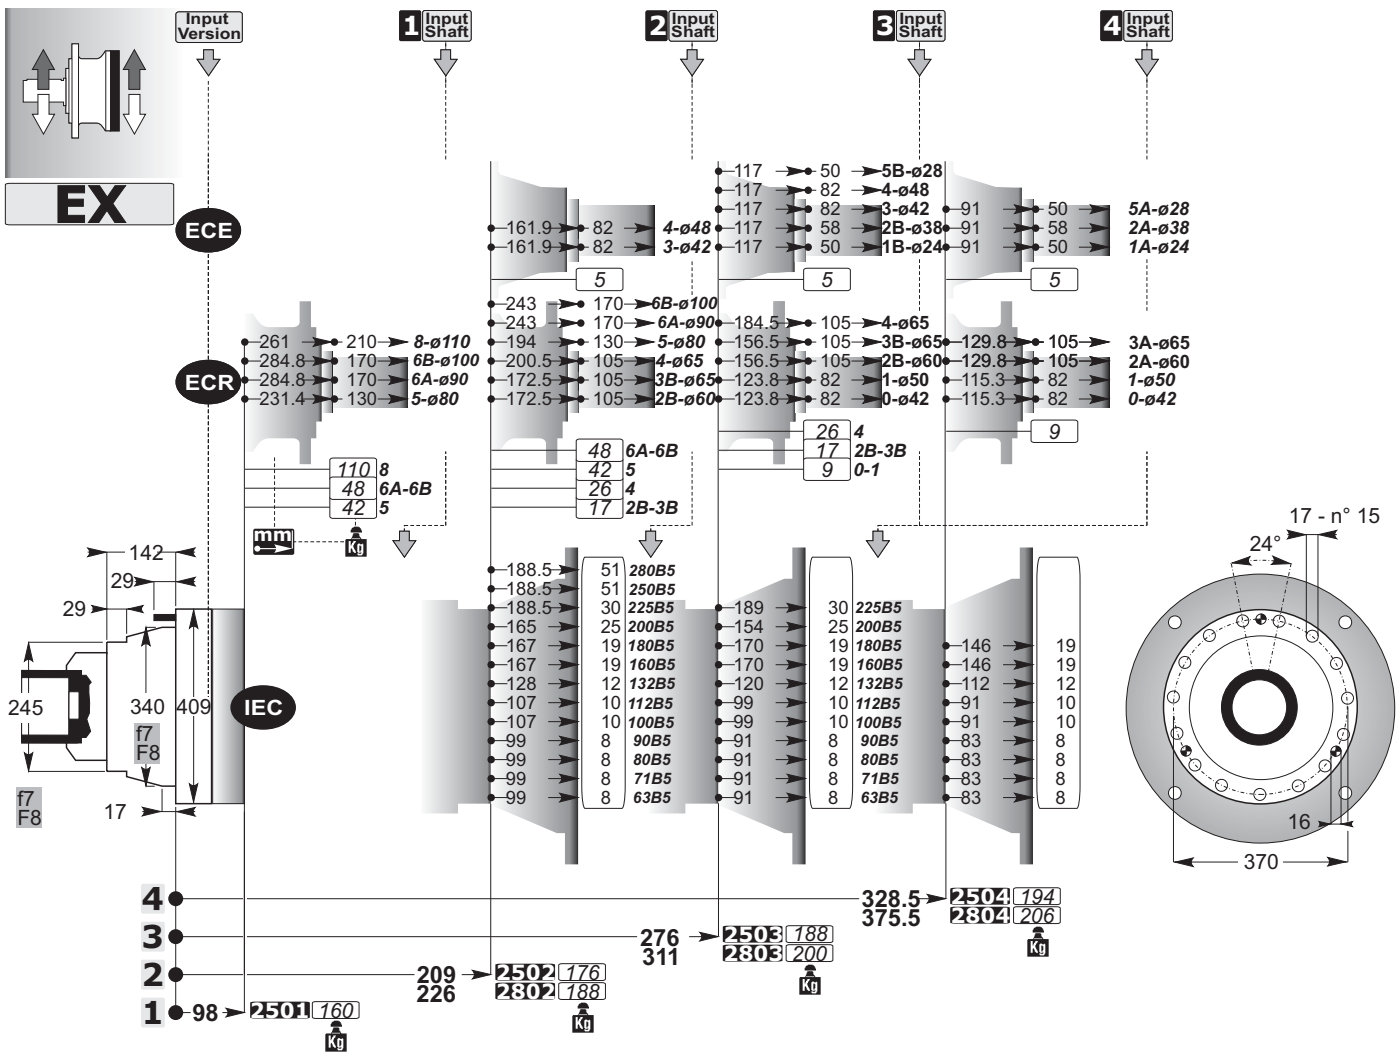 Input Version
1 Input Shaft
2 Input Shaft
3 Input Shaft
4 Input Shaft
EX
ECE
161.9 82 4-ø48
161.9 82 3-ø42
5
117 50 5B-ø28
117 82 4-ø48
117 82 3-ø42
117 58 2B-ø38
117 50 1B-ø24
5
91 50 5A-ø28
91 58 2A-ø38
91 50 1A-ø24
5
ECR
261 210 8-ø110
284.8 170 6B-ø100
284.8 170 6A-ø90
231.4 130 5-ø80
110 8
48 6A-6B
42 5
mm
Kg
243 170 6B-ø100
243 170 6A-ø90
194 130 5-ø80
200.5 105 4-ø65
172.5 105 3B-ø65
172.5 105 2B-ø60
48 6A-6B
42 5
26 4
17 2B-3B
184.5 105 4-ø65
156.5 105 3B-ø65
156.5 105 2B-ø60
123.8 82 1-ø50
123.8 82 0-ø42
26 4
17 2B-3B
9 0-1
129.8 105 3A-ø65
129.8 105 2A-ø60
115.3 82 1-ø50
115.3 82 0-ø42
9
142
29
29
245
340
409
f7
F8
f7
F8
17
IEC
188.5 51 280B5
188.5 51 250B5
188.5 30 225B5
165 25 200B5
167 19 180B5
167 19 160B5
128 12 132B5
107 10 112B5
107 10 100B5
99 8 90B5
99 8 80B5
99 8 71B5
99 8 63B5
189 30 225B5
154 25 200B5
170 19 180B5
170 19 160B5
120 12 132B5
99 10 112B5
99 10 100B5
91 8 90B5
91 8 80B5
91 8 71B5
91 8 63B5
146 19
146 19
112 12
91 10
91 10
83 8
83 8
83 8
83 8
17 - n° 15
24°
16
370
4 328.5 2504 194
375.5 2804 206
Kg
3 276 2503 188
311 2803 200
Kg
2 209 2502 176
226 2802 188
Kg
1 98 2501 160
Kg